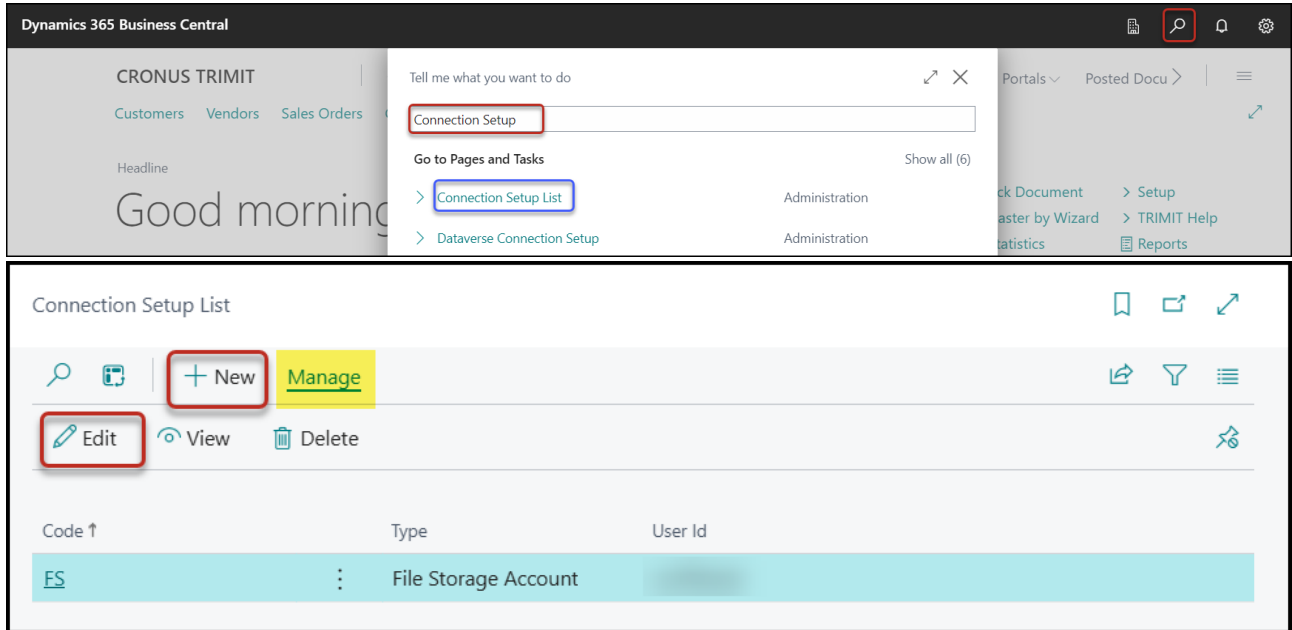 Dynamics 365 Business Central
CRONUS TRIMIT
Tell me what you want to do
Portals
Posted Docu
Customers Vendors Sales Orders
Connection Setup
Headline
Go to Pages and Tasks
Show all (6)
Good morning
Connection Setup List
Administration
ck Document
Setup
aster by Wizard
TRIMIT Help
Dataverse Connection Setup
Administration
tatistics
Reports
Connection Setup List
New Manage
Edit View Delete
Code ↑ Type User Id
FS File Storage Account